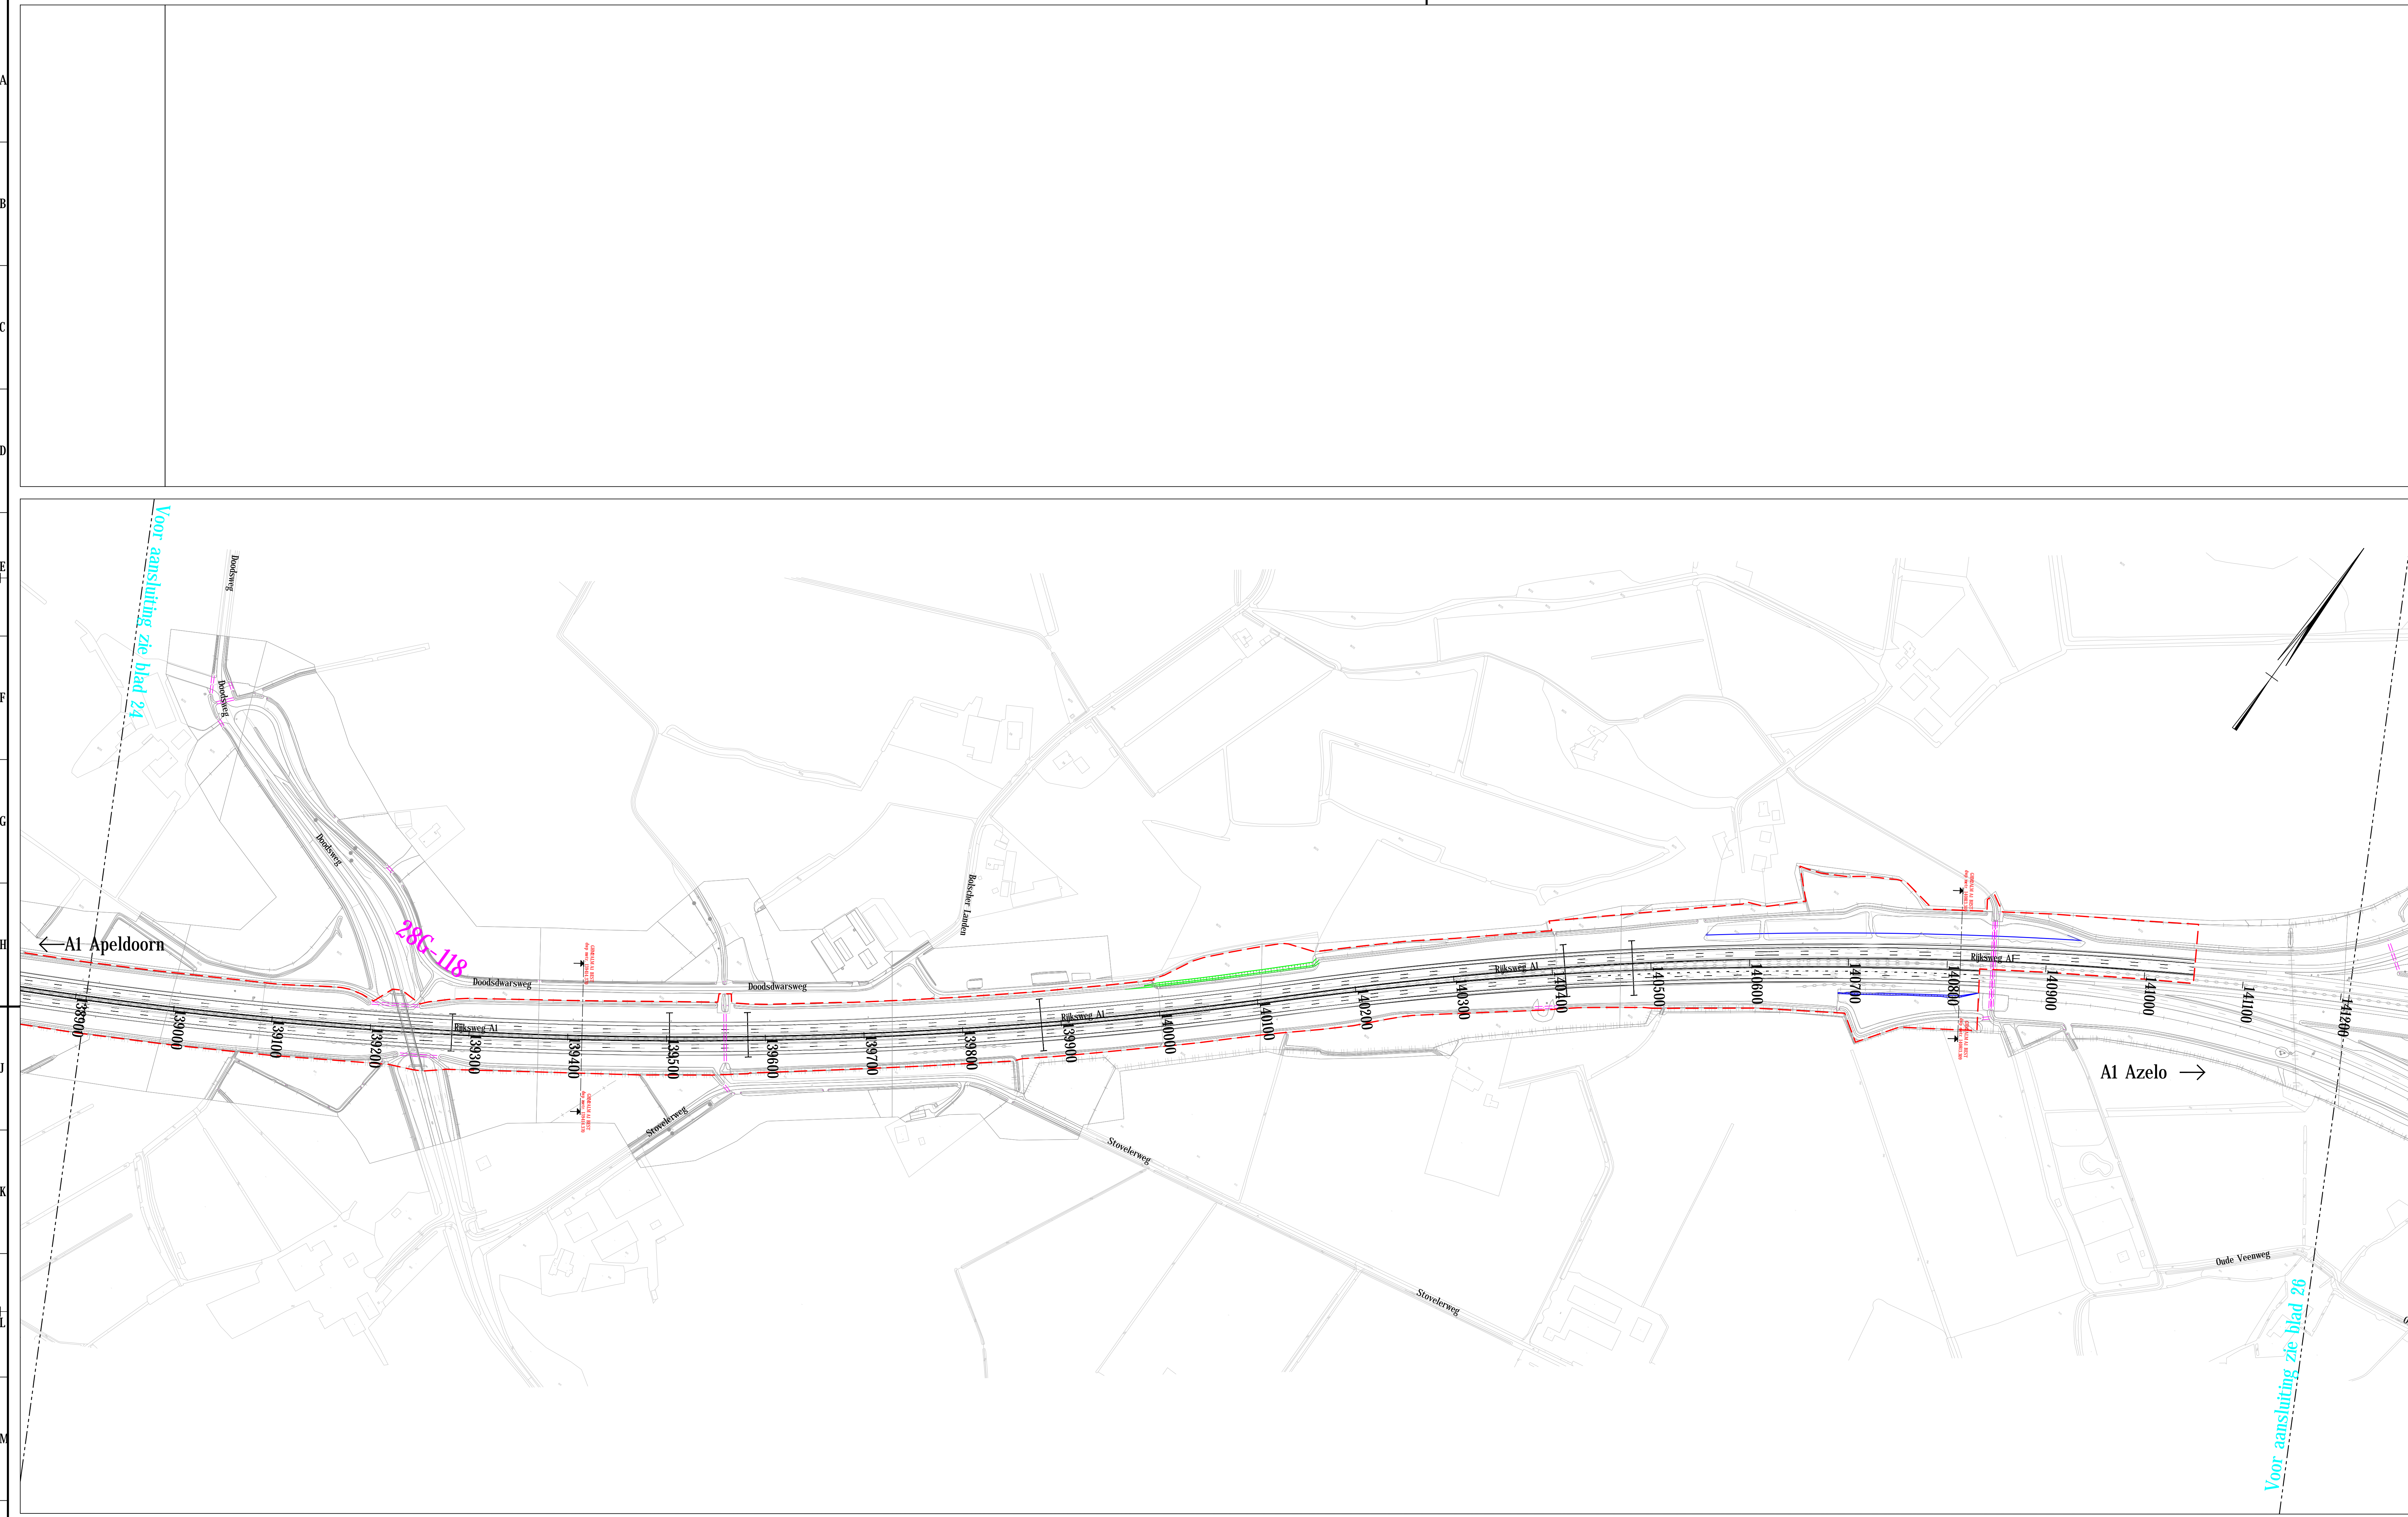 A
B
C
D
E
F
G
H
J
K
L
M
Voor aansluiting zie blad 24
Doodsweg
Doodsweg
Doodsweg
28G-118
A1 Apeldoorn
Doodsdwarsweg
Doodsdwarsweg
Bolscher Landen
Rijksweg A1
Rijksweg A1
Rijksweg A1
Rijksweg A1
138900
139000
139100
139200
139300
139400
139500
139600
139700
139800
139900
140000
140100
140200
140300
140400
140500
140600
140700
140800
140900
141000
141100
141200
A1 Azelo
Stovelerweg
Stovelerweg
Stovelerweg
Oude Veenweg
Voor aansluiting zie blad 26